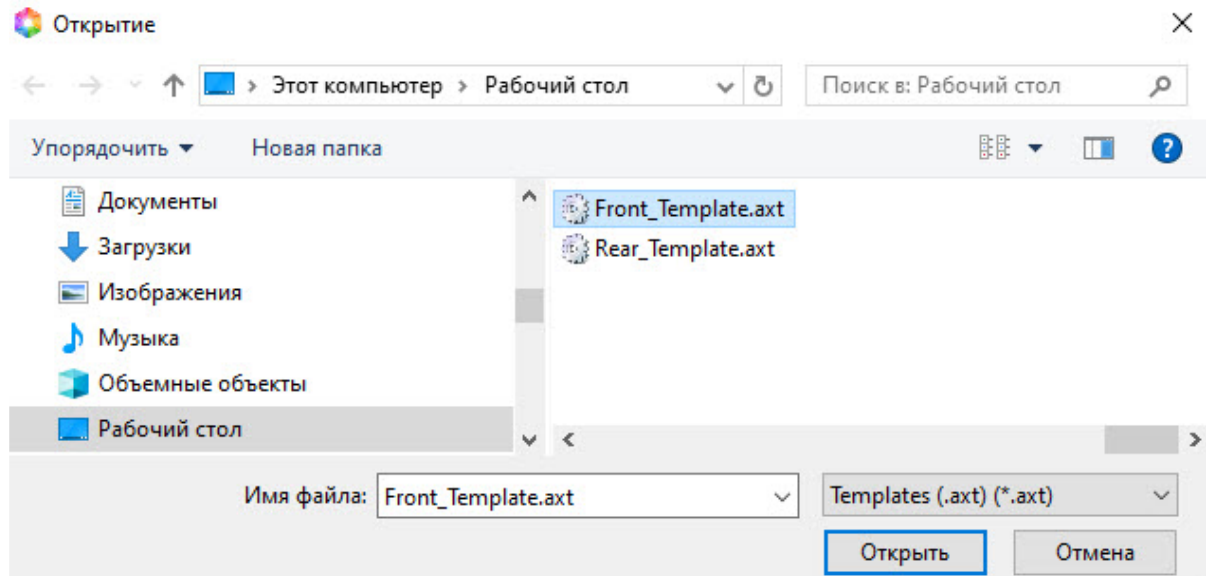 Открытие
Этот компьютер > Рабочий стол
Поиск в: Рабочий стол
Упорядочить
Новая папка
Документы
Загрузки
Изображения
Музыка
Объемные объекты
Рабочий стол
Front_Template.axt
Rear_Template.axt
Имя файла: Front_Template.axt
Templates (.axt) (*.axt)
Открыть
Отмена